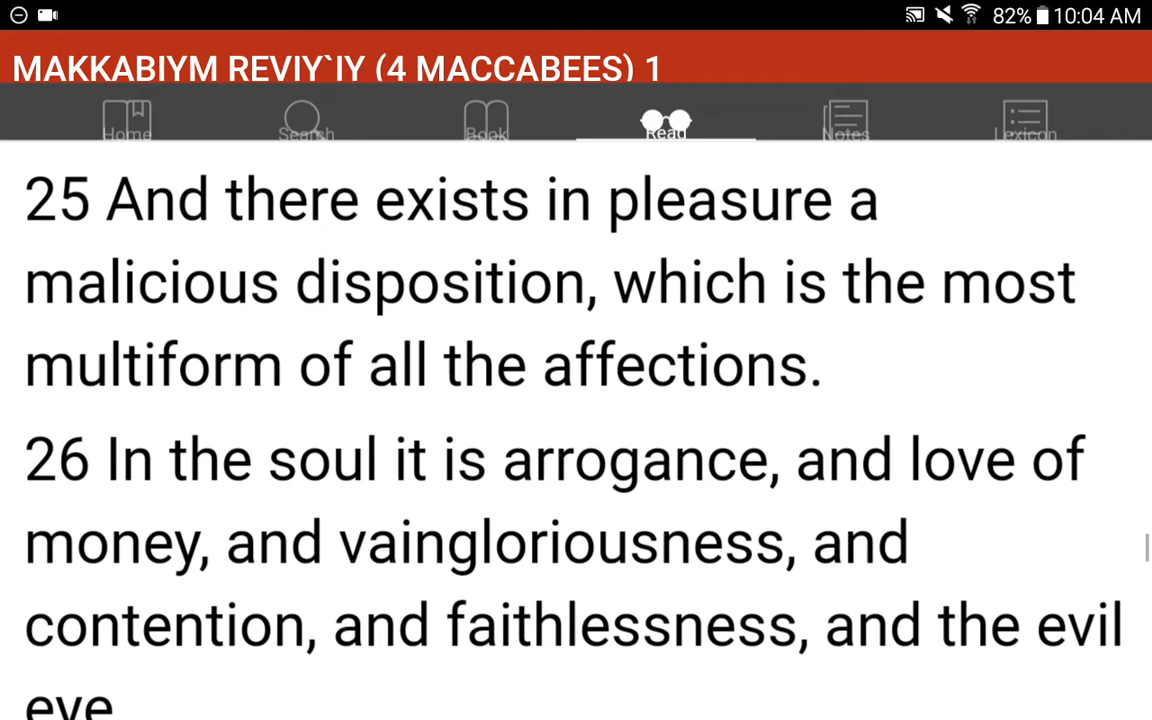 82% 10:04 AM
MAKKABIYM REVIY`IY (4 MACCABEES) 1
Home Search Book Read Notes Lexicon
25 And there exists in pleasure a
malicious disposition, which is the most
multiform of all the affections.
26 In the soul it is arrogance, and love of
money, and vaingloriousness, and
contention, and faithlessness, and the evil
eye